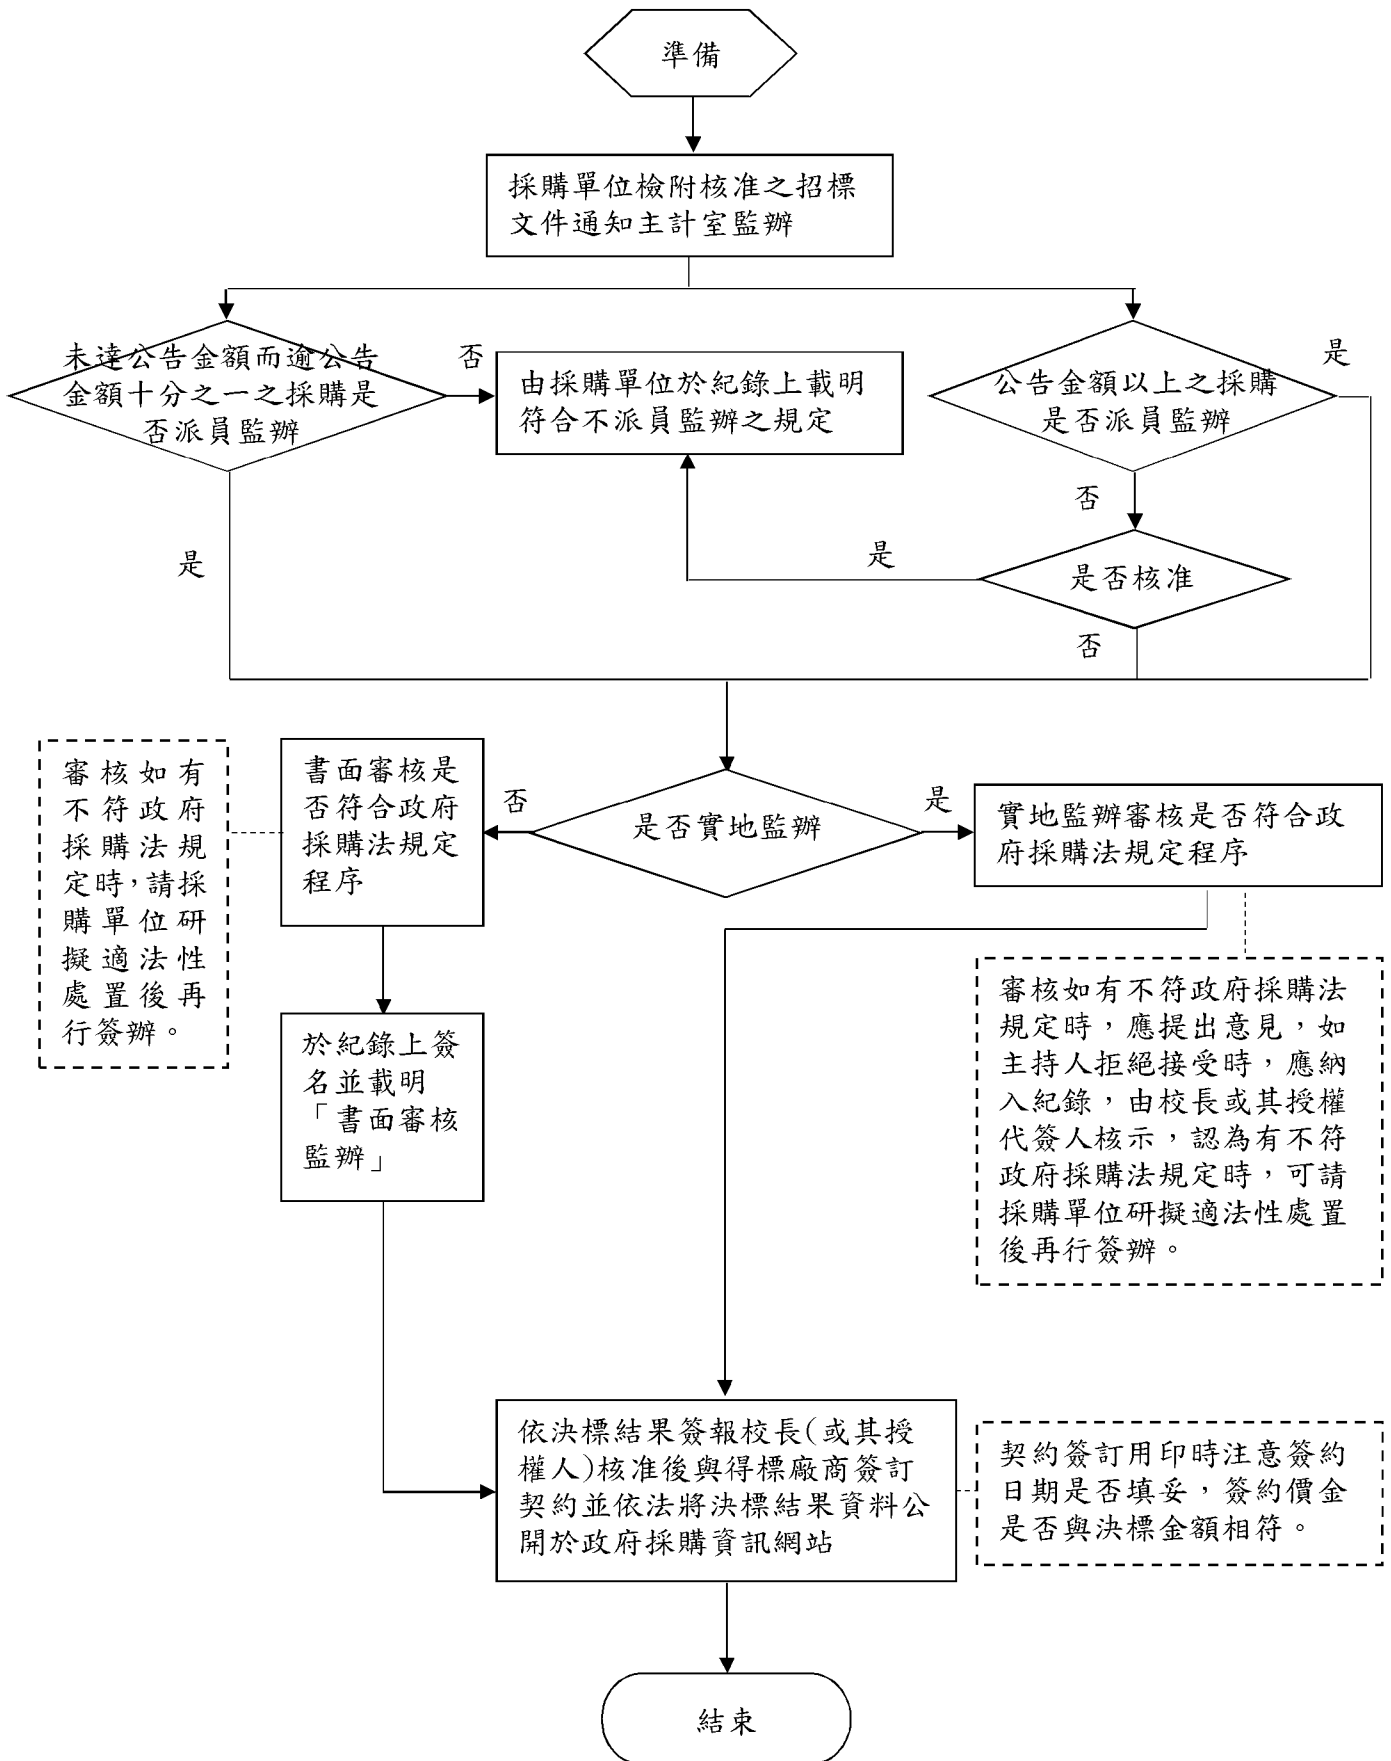 準備
採購單位檢附核准之招標
文件通知主計室監辦
未達公告金額而逾公告
金額十分之一之採購是
否派員監辦
否
由採購單位於紀錄上載明
符合不派員監辦之規定
公告金額以上之採購
是否派員監辦
是
否
是
是
是否核准
否
審核如有
不符政府
採購法規
定時，請採
購單位研
擬適法性
處置後再
行簽辦。
書面審核是
否符合政府
採購法規定
程序
否
是否實地監辦
是
實地監辦審核是否符合政
府採購法規定程序
於紀錄上簽
名並載明
「書面審核
監辦」
審核如有不符政府採購法
規定時，應提出意見，如
主持人拒絕接受時，應納
入紀錄，由校長或其授權
代簽人核示，認為有不符
政府採購法規定時，可請
採購單位研擬適法性處置
後再行簽辦。
依決標結果簽報校長(或其授
權人)核准後與得標廠商簽訂
契約並依法將決標結果資料公
開於政府採購資訊網站
契約簽訂用印時注意簽約
日期是否填妥，簽約價金
是否與決標金額相符。
結束